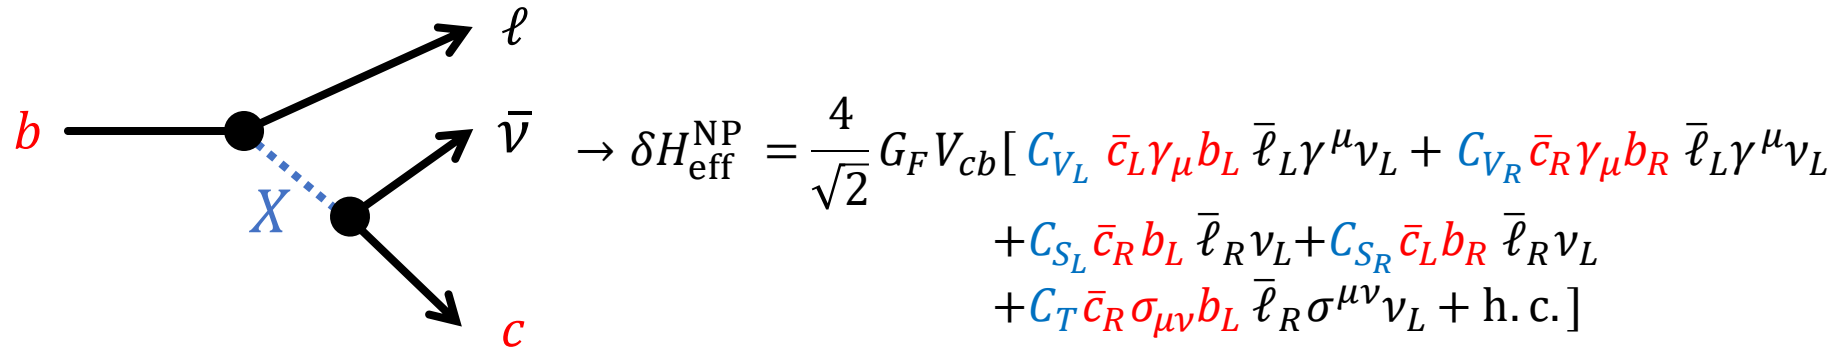 ℓ
b
ν̄
X
c
→ δH_eff^NP = 4/√2 G_F V_cb [ C_{V_L} c̄_L γ_μ b_L ℓ̄_L γ^μ ν_L + C_{V_R} c̄_R γ_μ b_R ℓ̄_L γ^μ ν_L
+C_{S_L} c̄_R b_L ℓ̄_R ν_L + C_{S_R} c̄_L b_R ℓ̄_R ν_L
+C_T c̄_R σ_μν b_L ℓ̄_R σ^μν ν_L + h.c.]